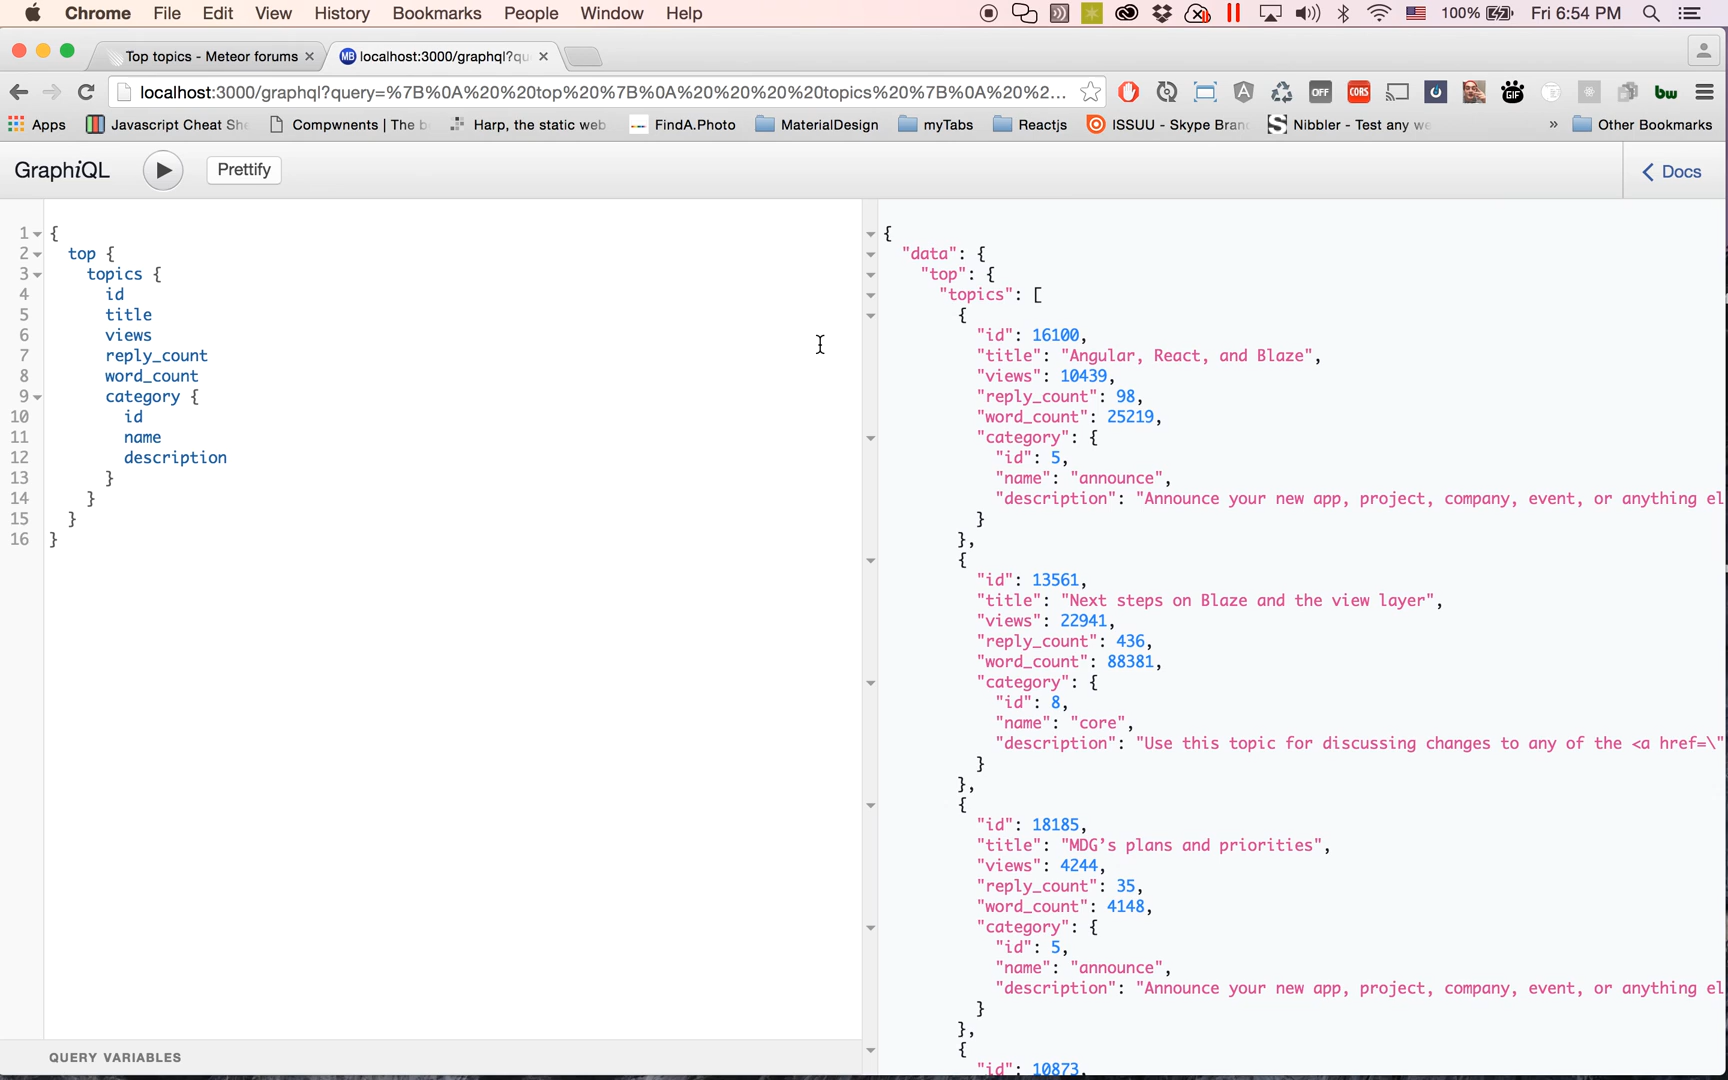 Chrome File Edit View History Bookmarks People Window Help 100% Fri 6:54 PM
Top topics - Meteor forums MB localhost:3000/graphql?qu
localhost:3000/graphql?query=%7B%0A%20%20top%20%7B%0A%20%20%20%20topics%20%7B%0A%20%2... OFF CORS GIF bw
Apps Javascript Cheat She Compwnents | The b Harp, the static web FindA.Photo MaterialDesign myTabs Reactjs ISSUU - Skype Bran Nibbler - Test any we » Other Bookmarks
GraphiQL Prettify Docs
1 {
2 top {
3 topics {
4 id
5 title
6 views
7 reply_count
8 word_count
9 category {
10 id
11 name
12 description
13 }
14 }
15 }
16 }
QUERY VARIABLES
{
"data": {
"top": {
"topics": [
{
"id": 16100,
"title": "Angular, React, and Blaze",
"views": 10439,
"reply_count": 98,
"word_count": 25219,
"category": {
"id": 5,
"name": "announce",
"description": "Announce your new app, project, company, event, or anything el
}
},
{
"id": 13561,
"title": "Next steps on Blaze and the view layer",
"views": 22941,
"reply_count": 436,
"word_count": 88381,
"category": {
"id": 8,
"name": "core",
"description": "Use this topic for discussing changes to any of the <a href=\"
}
},
{
"id": 18185,
"title": "MDG’s plans and priorities",
"views": 4244,
"reply_count": 35,
"word_count": 4148,
"category": {
"id": 5,
"name": "announce",
"description": "Announce your new app, project, company, event, or anything el
}
},
{
"id": 10873,